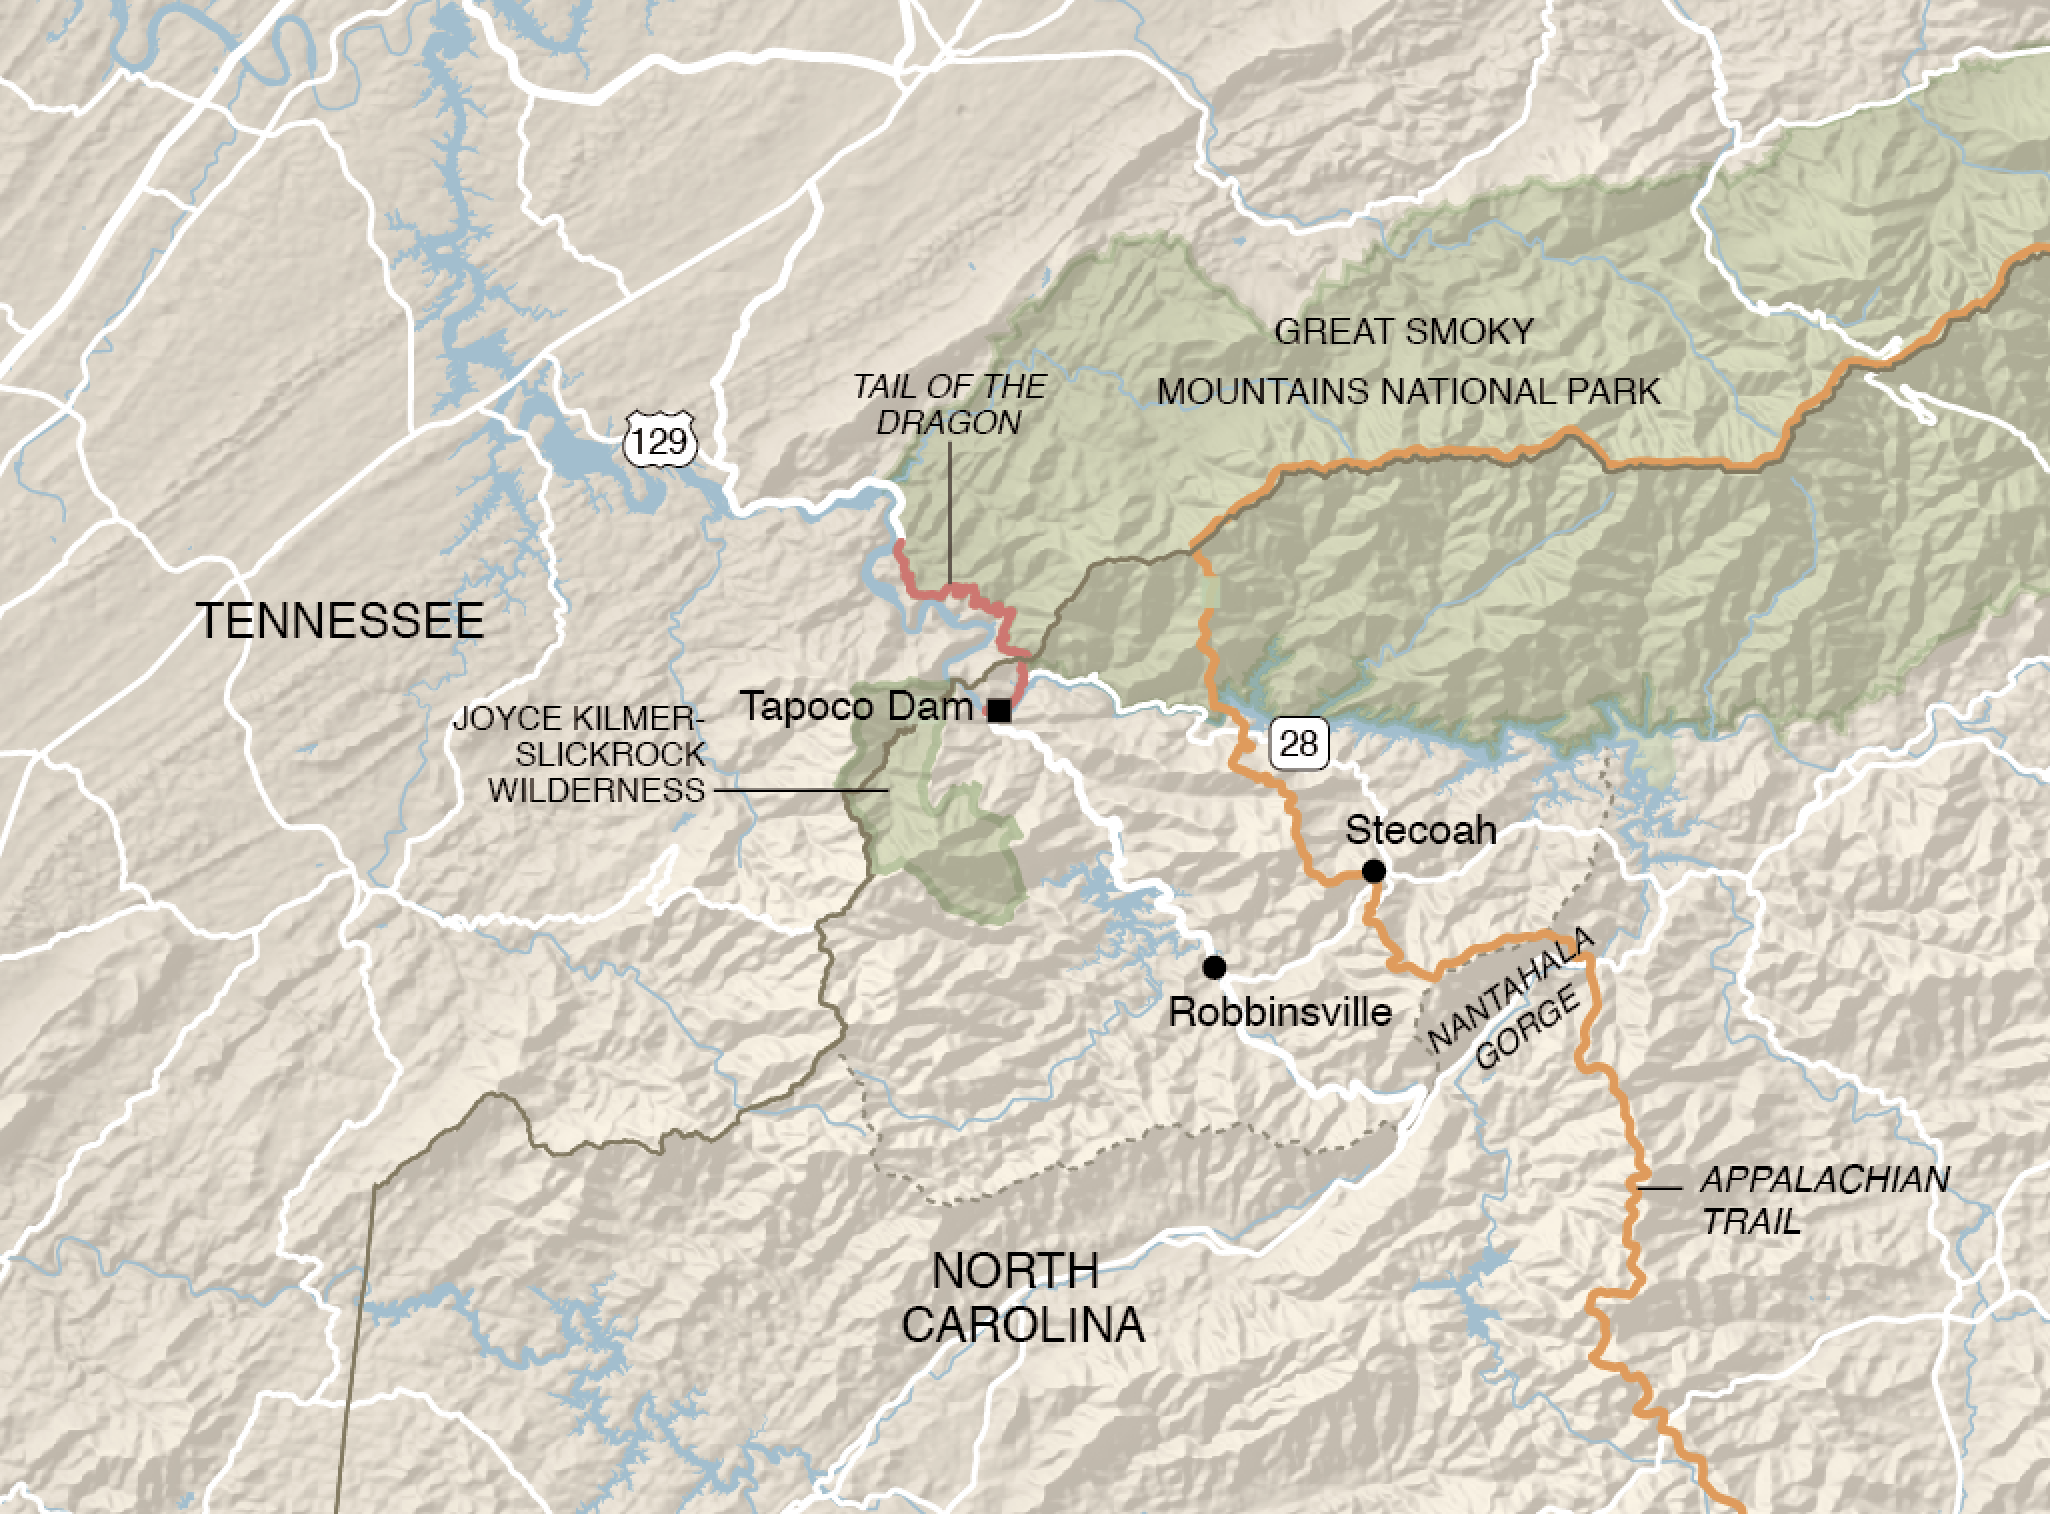 GREAT SMOKY
MOUNTAINS NATIONAL PARK
TAIL OF THE
DRAGON
129
TENNESSEE
Tapoco Dam
JOYCE KILMER-
SLICKROCK
WILDERNESS
28
Stecoah
Robbinsville
NANTAHALA
GORGE
APPALACHIAN
TRAIL
NORTH
CAROLINA